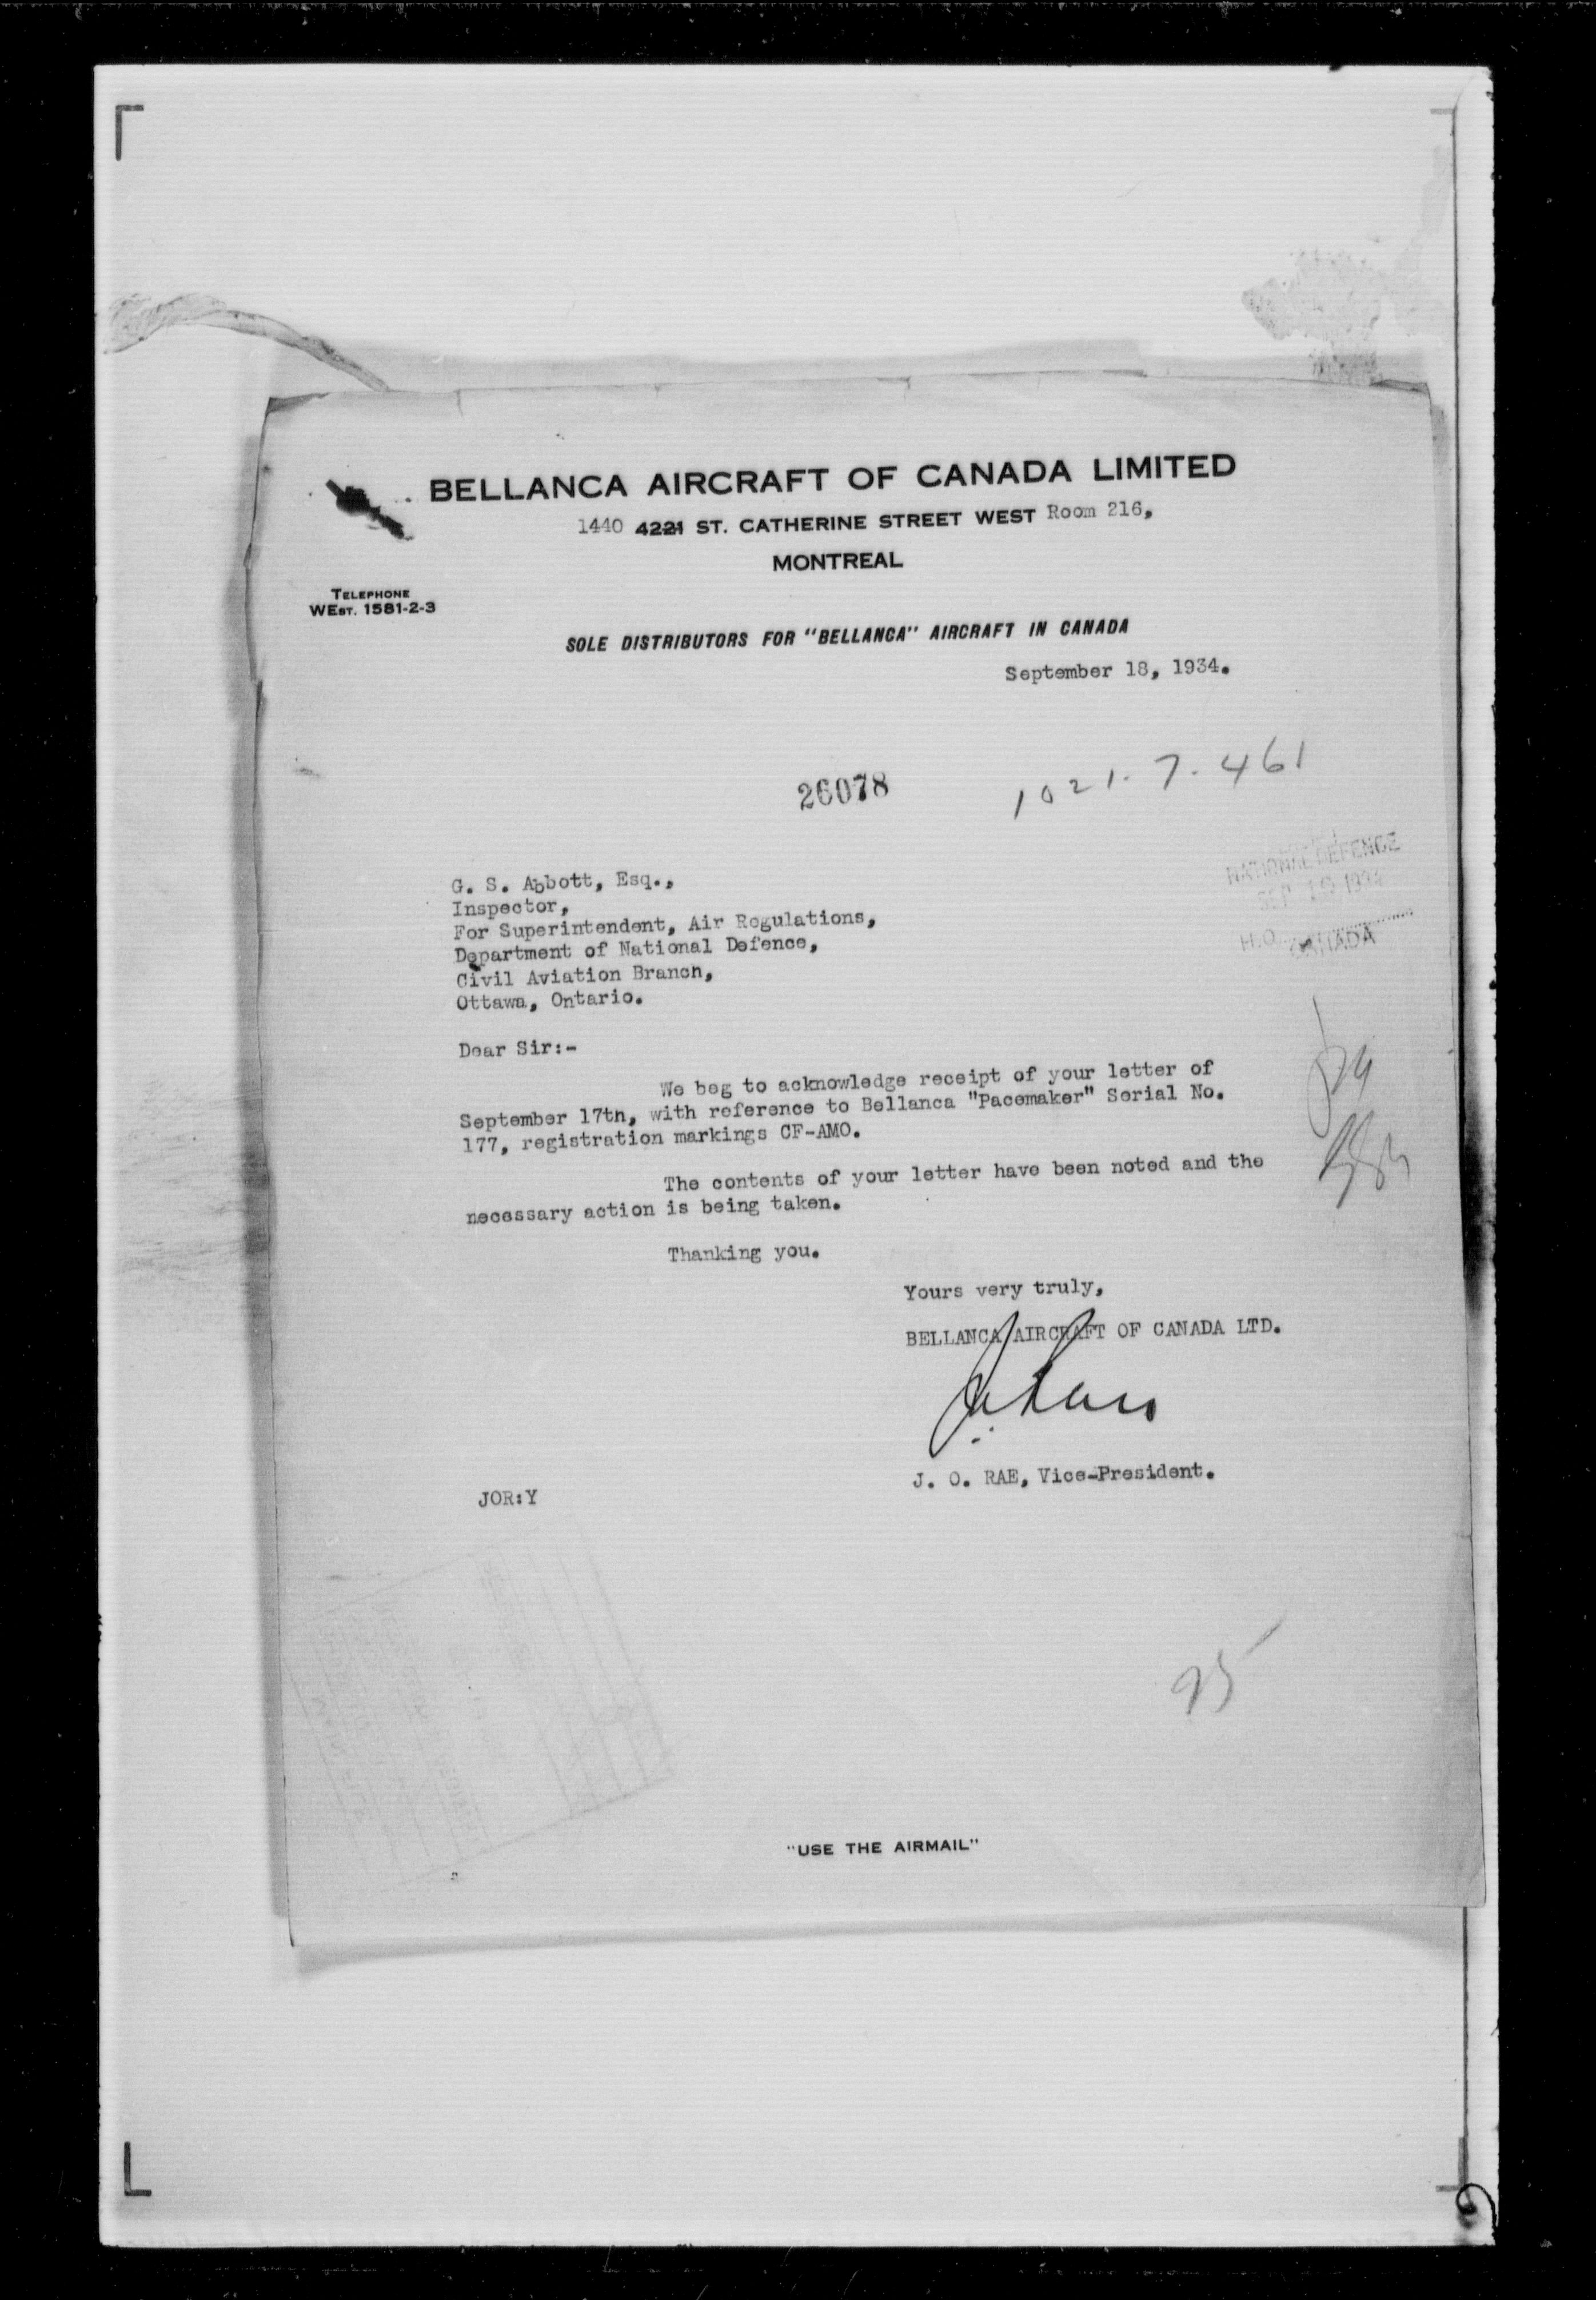 BELLANCA AIRCRAFT OF CANADA LIMITED
1440 4221 ST. CATHERINE STREET WEST Room 216,
MONTREAL
TELEPHONE
WEST. 1581-2-3
SOLE DISTRIBUTORS FOR "BELLANCA" AIRCRAFT IN CANADA
September 18, 1934.
26078
1021-7-461
NATIONAL DEFENCE
SEP 19 1934
H.Q. CANADA
G. S. Abbott, Esq.,
Inspector,
For Superintendent, Air Regulations,
Department of National Defence,
Civil Aviation Branch,
Ottawa, Ontario.
Dear Sir:-
We beg to acknowledge receipt of your letter of
September 17th, with reference to Bellanca "Pacemaker" Serial No.
177, registration markings CF-AMO.
The contents of your letter have been noted and the
necessary action is being taken.
Thanking you.
Yours very truly,
BELLANCA AIRCRAFT OF CANADA LTD.
J. O. RAE, Vice-President.
JOR:Y
95
"USE THE AIRMAIL"